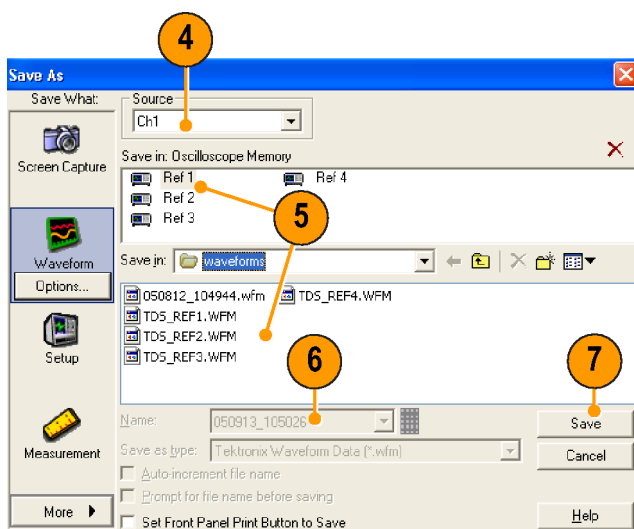 4
Save As
Save What:
Source
Ch1
Screen Capture
Save in: Oscilloscope Memory
Ref 1
Ref 4
Ref 2
Ref 3
5
Waveform
Options...
Save in:
waveforms
050812_104944.wfm
TDS_REF4.WFM
TDS_REF1.WFM
TDS_REF2.WFM
TDS_REF3.WFM
Setup
6
7
Name:
050913_105026
Save
Measurement
Save as type:
Tektronix Waveform Data (*.wfm)
Cancel
Auto-increment file name
Prompt for file name before saving
More
Set Front Panel Print Button to Save
Help